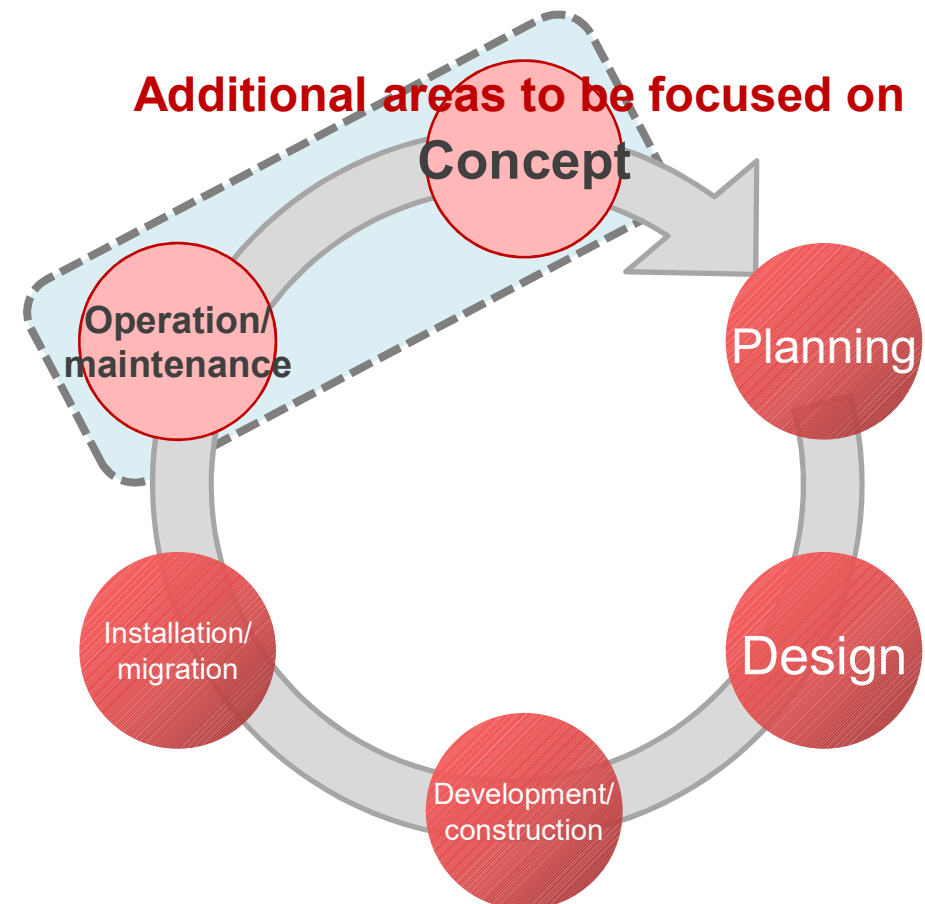 Additional areas to be focused on
Concept
Operation/
maintenance
Planning
Installation/
migration
Design
Development/
construction